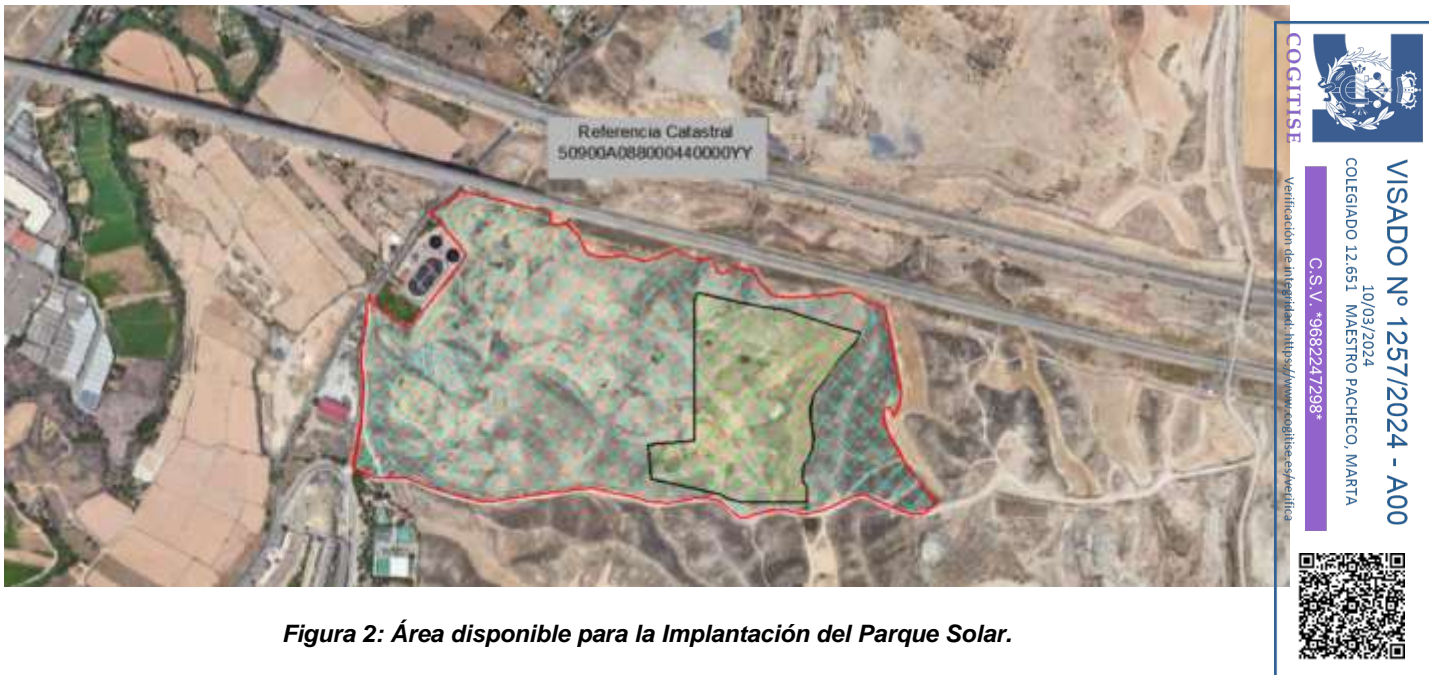 Referencia Catastral
50900A088000440000YY
Figura 2: Área disponible para la Implantación del Parque Solar.
COGITISE
VISADO Nº 1257/2024 - A00
10/03/2024
COLEGIADO 12.651 MAESTRO PACHECO, MARTA
C.S.V. *9682247298*
Verificación de integridad: https://www.cogitise.es/verifica